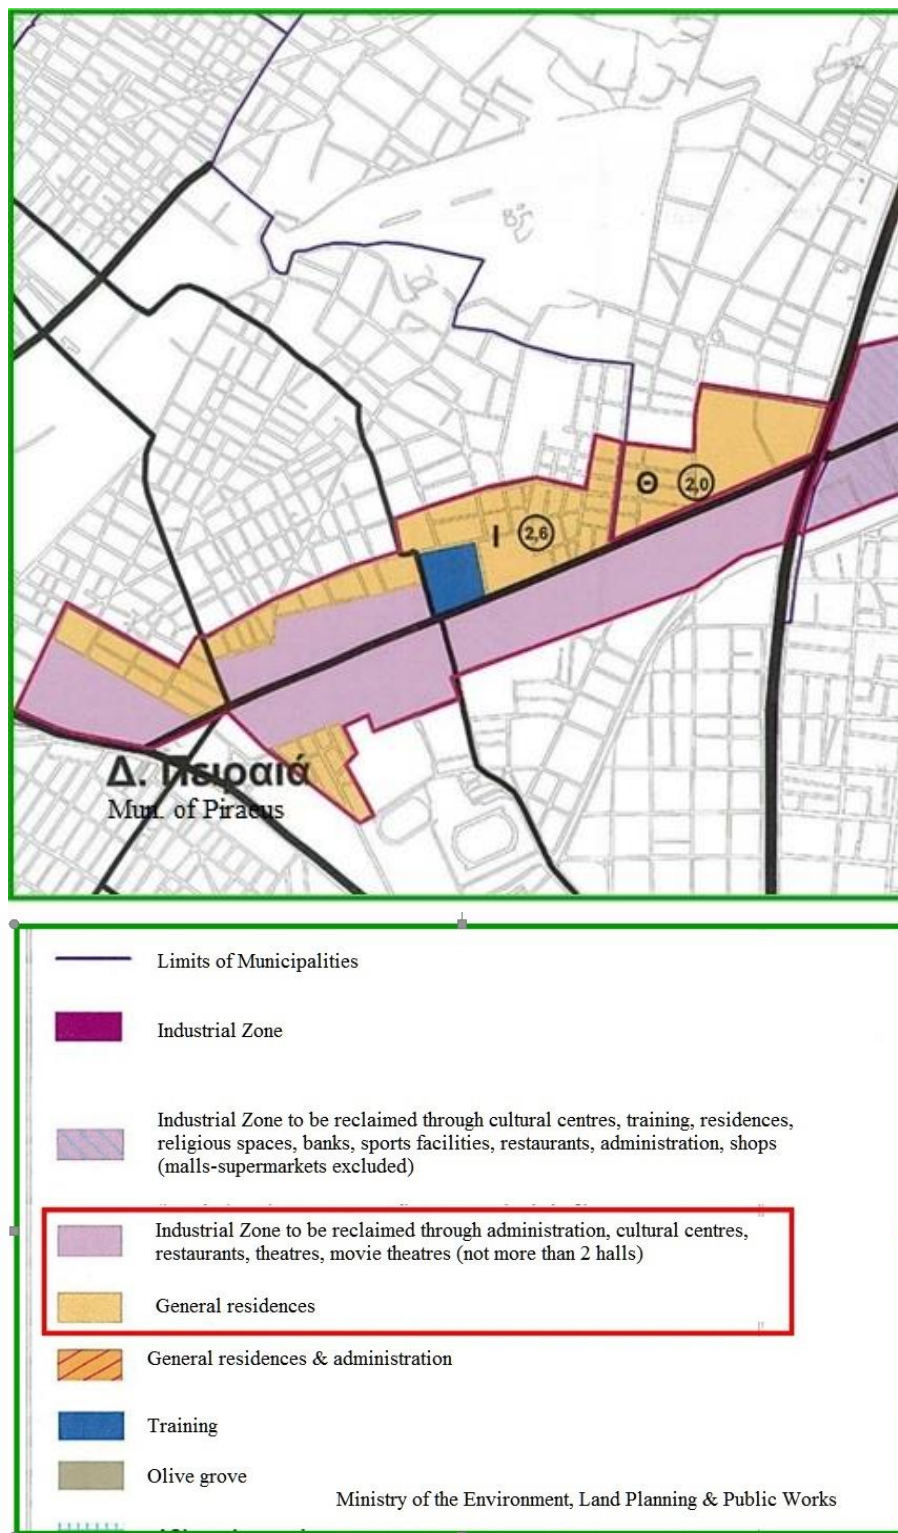 Θ 2,0
Ι 2,6
Δ. Πειραιά
Mun. of Piraeus
Limits of Municipalities
Industrial Zone
Industrial Zone to be reclaimed through cultural centres, training, residences,
religious spaces, banks, sports facilities, restaurants, administration, shops
(malls-supermarkets excluded)
Industrial Zone to be reclaimed through administration, cultural centres,
restaurants, theatres, movie theatres (not more than 2 halls)
General residences
General residences & administration
Training
Olive grove
Ministry of the Environment, Land Planning & Public Works